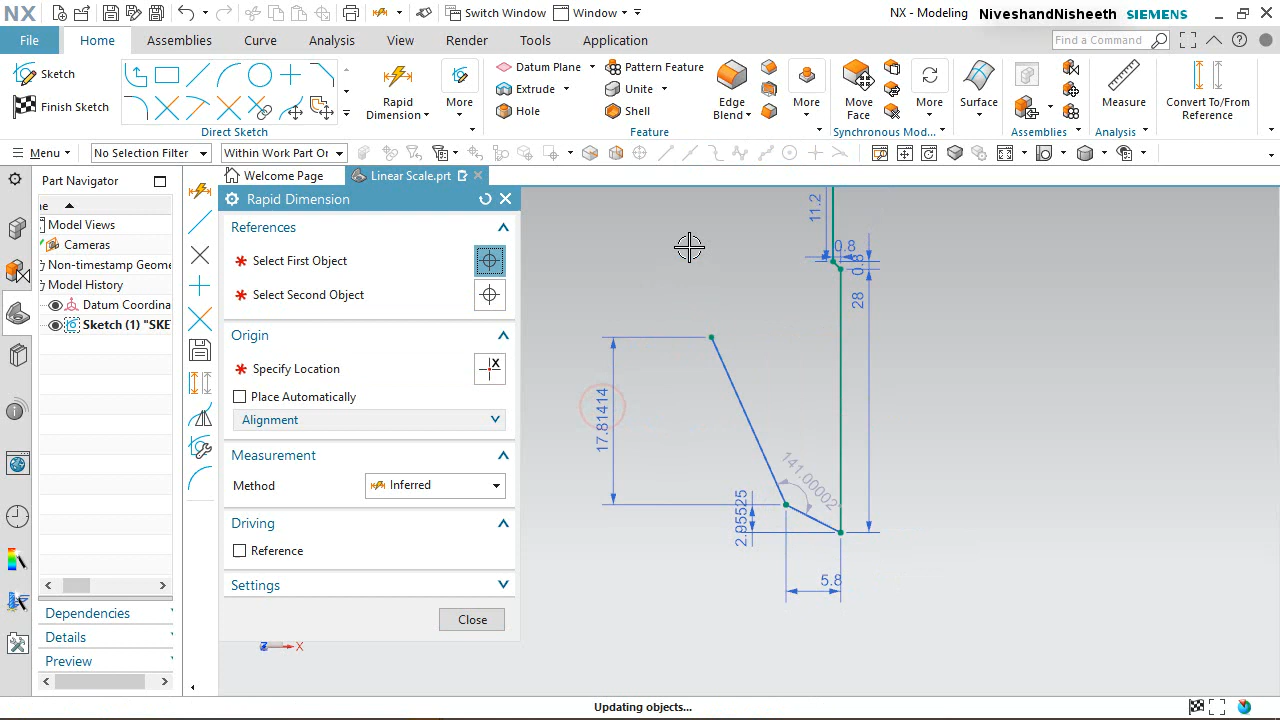 NX
Switch Window
Window
NX - Modeling
NiveshandNisheeth
SIEMENS
File
Home
Assemblies
Curve
Analysis
View
Render
Tools
Application
Find a Command
Sketch
Finish Sketch
Rapid
Dimension
More
Datum Plane
Extrude
Hole
Pattern Feature
Unite
Shell
Edge
Blend
More
Move
Face
More
Surface
Measure
Convert To/From
Reference
Direct Sketch
Feature
Synchronous Mod...
Assemblies
Analysis
Menu
No Selection Filter
Within Work Part On
Part Navigator
Welcome Page
Linear Scale.prt
Model Views
Cameras
Non-timestamp Geome
Model History
Datum Coordina
Sketch (1) "SKE
Dependencies
Details
Preview
Rapid Dimension
References
Select First Object
Select Second Object
Origin
Specify Location
X
Place Automatically
Alignment
Measurement
Method
Inferred
Driving
Reference
Settings
Close
11.2
0.8
0.8
28
17.81414
141.00002°
2.95525
5.8
Z
X
Updating objects...